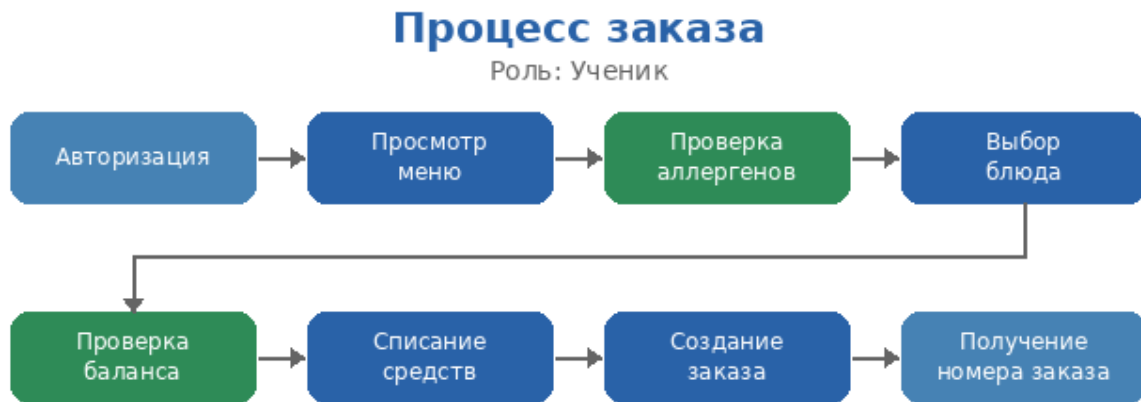 Процесс заказа
Роль: Ученик
Авторизация
Просмотр
меню
Проверка
аллергенов
Выбор
блюда
Проверка
баланса
Списание
средств
Создание
заказа
Получение
номера заказа